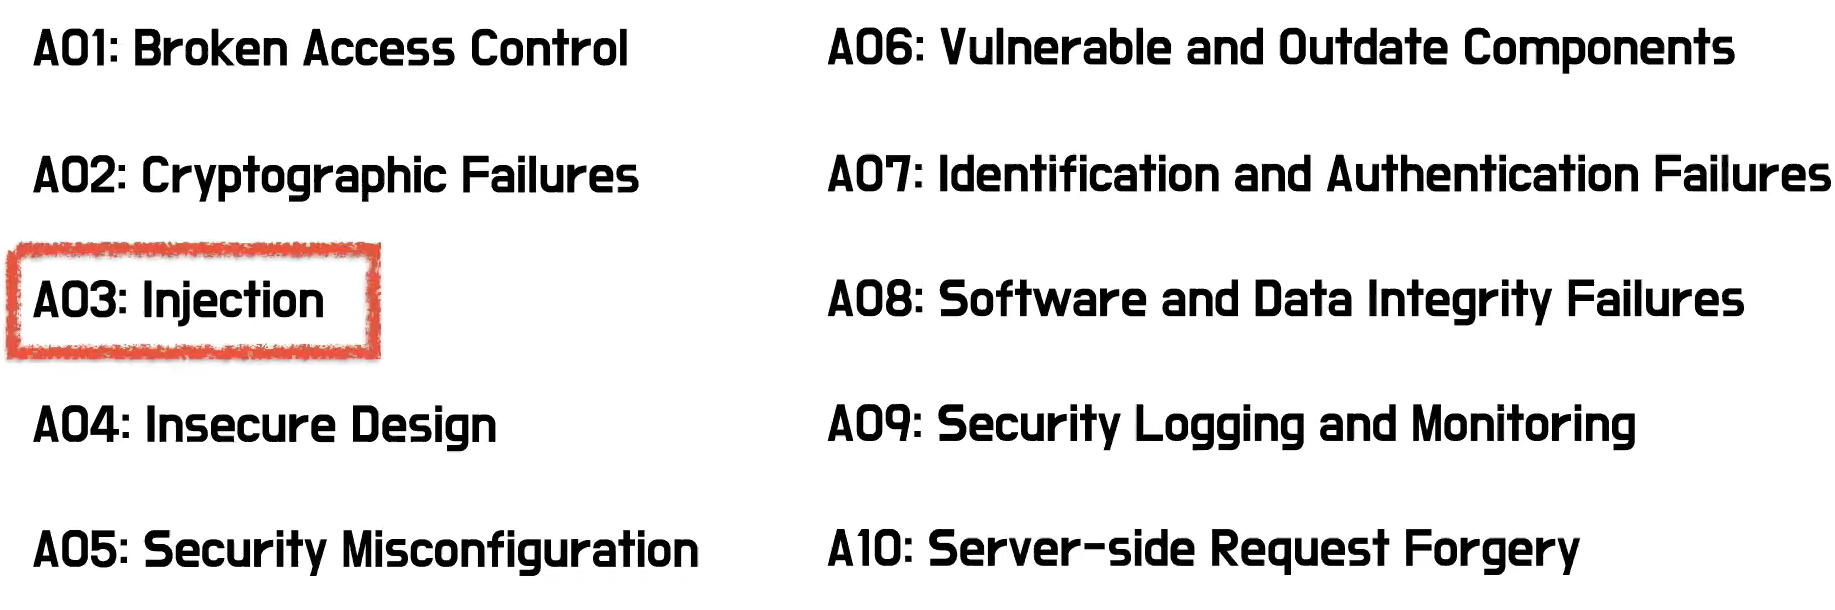 A01: Broken Access Control
A02: Cryptographic Failures
A03: Injection
A04: Insecure Design
A05: Security Misconfiguration
A06: Vulnerable and Outdate Components
A07: Identification and Authentication Failures
A08: Software and Data Integrity Failures
A09: Security Logging and Monitoring
A10: Server-side Request Forgery